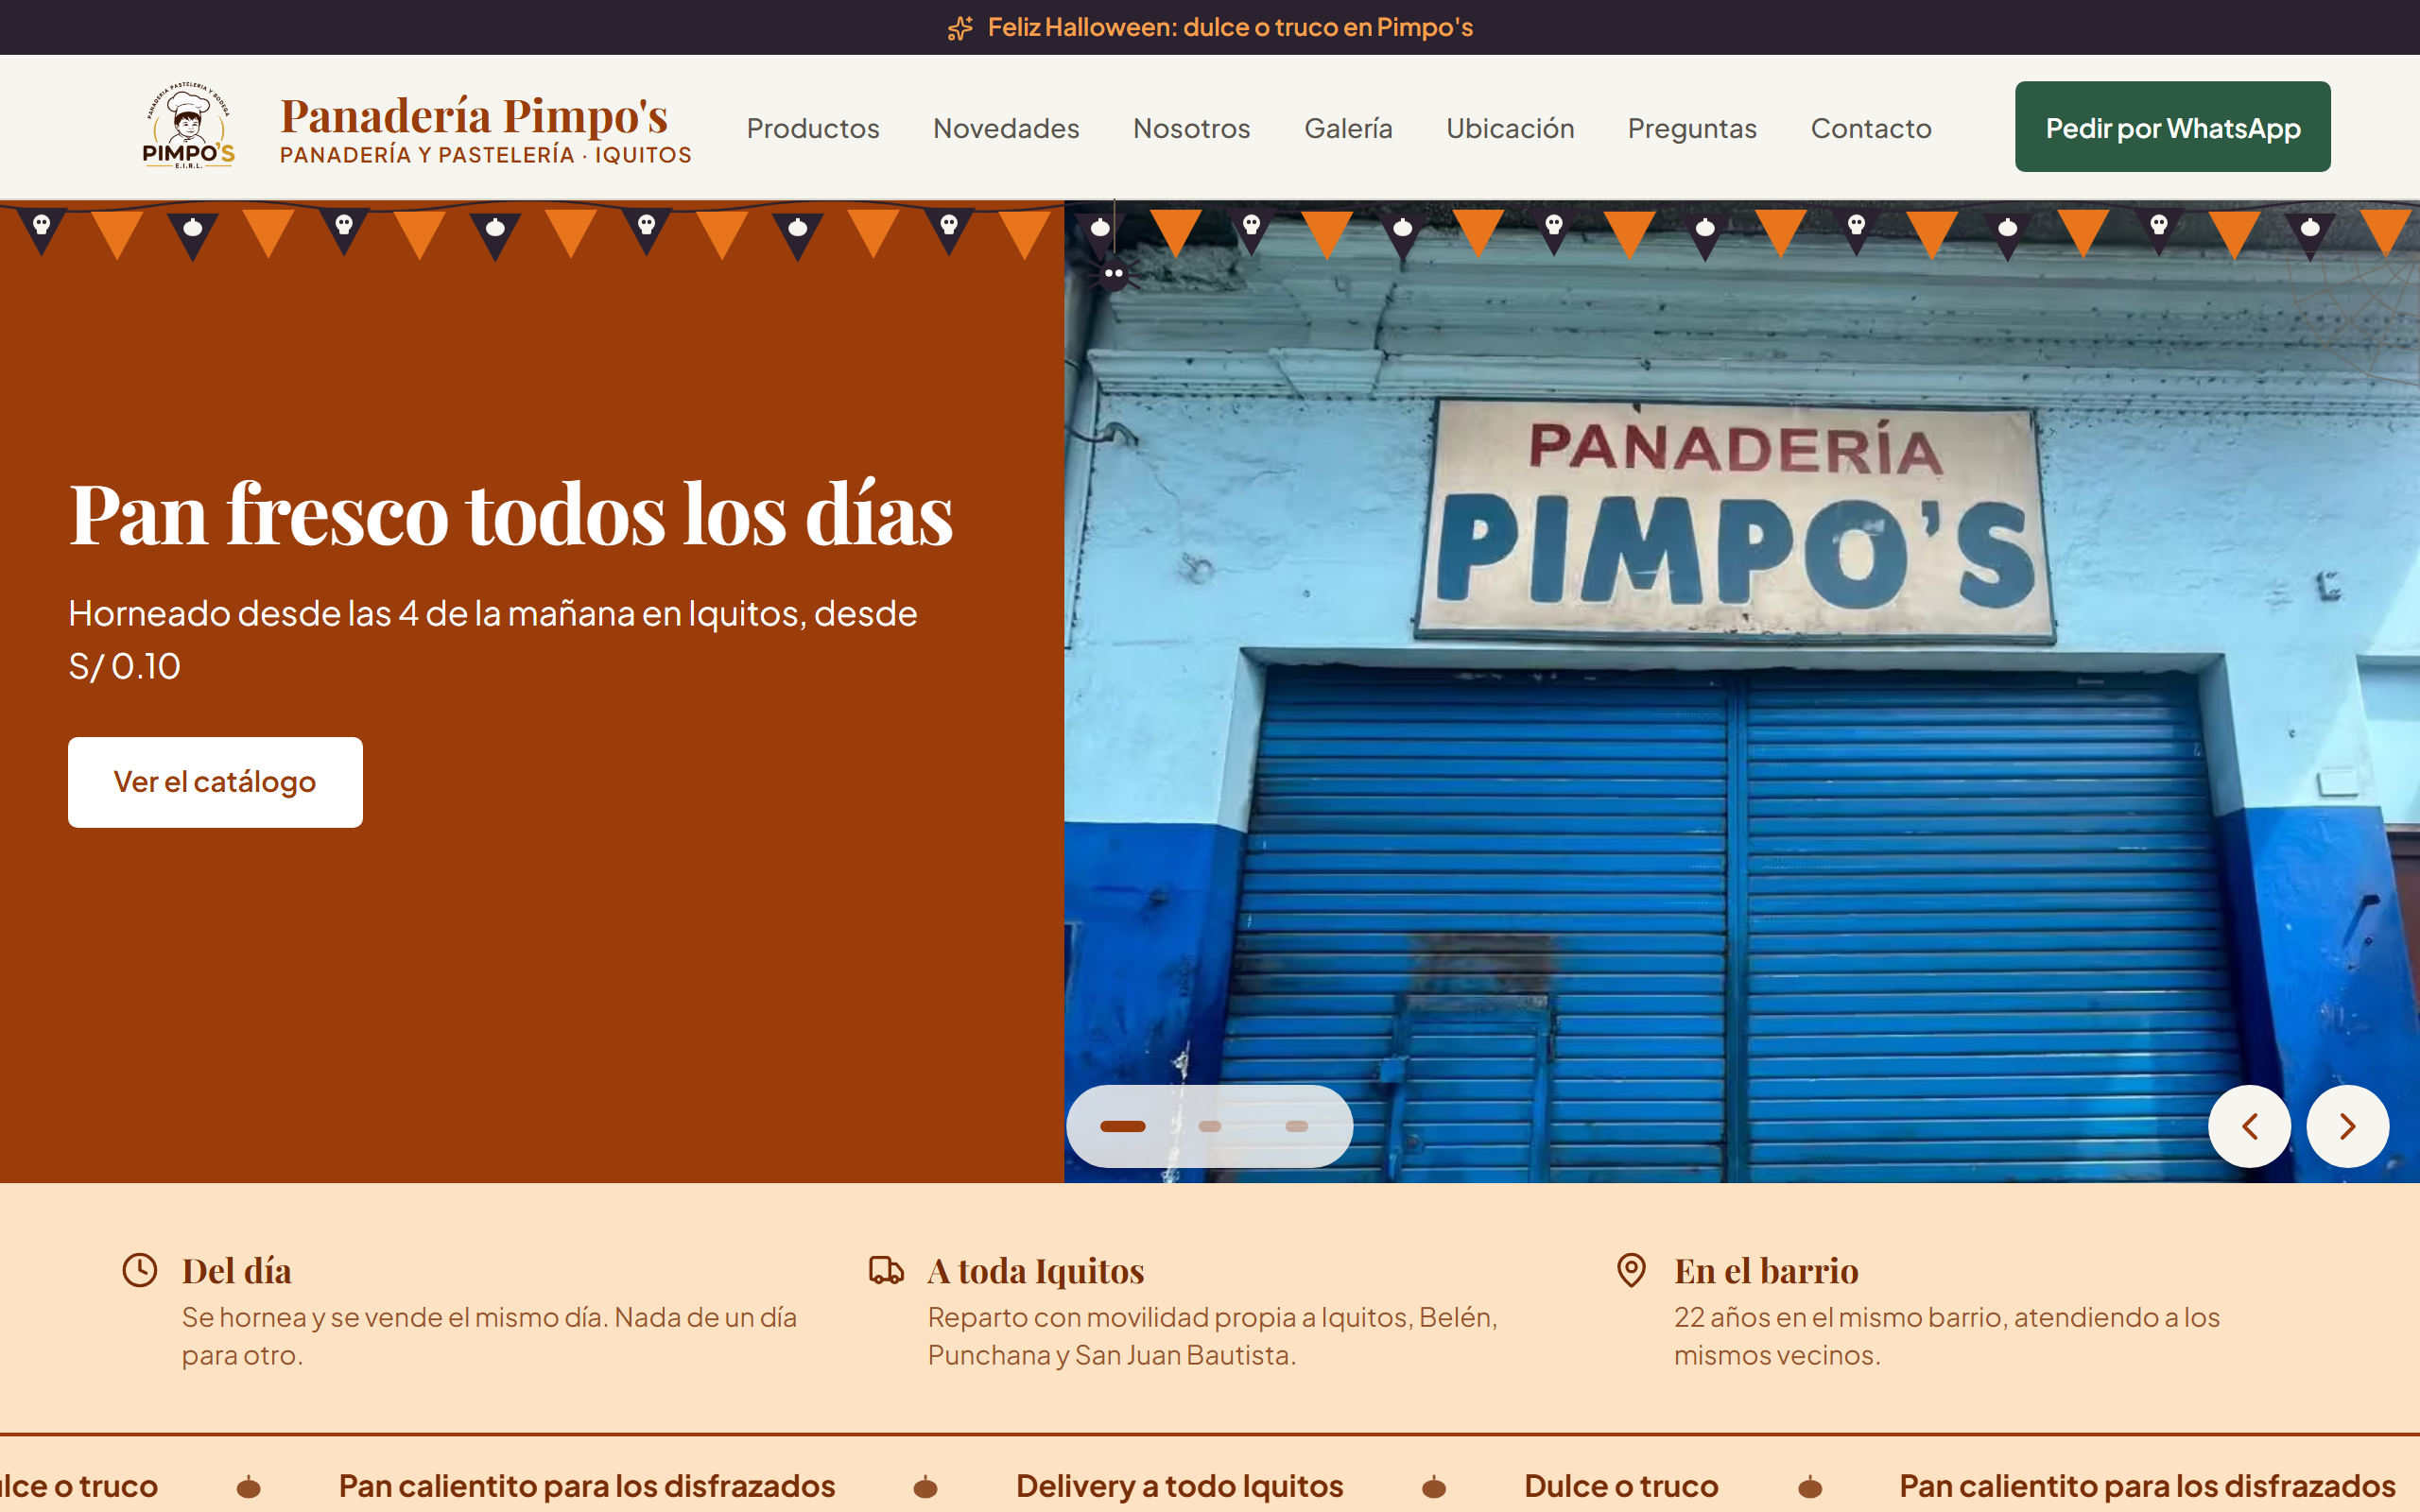 Feliz Halloween: dulce o truco en Pimpo's
PANADERÍA PASTELERÍA Y BODEGA
PIMPO'S
E.I.R.L.
Panadería Pimpo's
PANADERÍA Y PASTELERÍA · IQUITOS
Productos
Novedades
Nosotros
Galería
Ubicación
Preguntas
Contacto
Pedir por WhatsApp
Pan fresco todos los días
Horneado desde las 4 de la mañana en Iquitos, desde
S/ 0.10
Ver el catálogo
PANADERÍA
PIMPO'S
Del día
Se hornea y se vende el mismo día. Nada de un día
para otro.
A toda Iquitos
Reparto con movilidad propia a Iquitos, Belén,
Punchana y San Juan Bautista.
En el barrio
22 años en el mismo barrio, atendiendo a los
mismos vecinos.
ulce o truco
Pan calientito para los disfrazados
Delivery a todo Iquitos
Dulce o truco
Pan calientito para los disfrazados